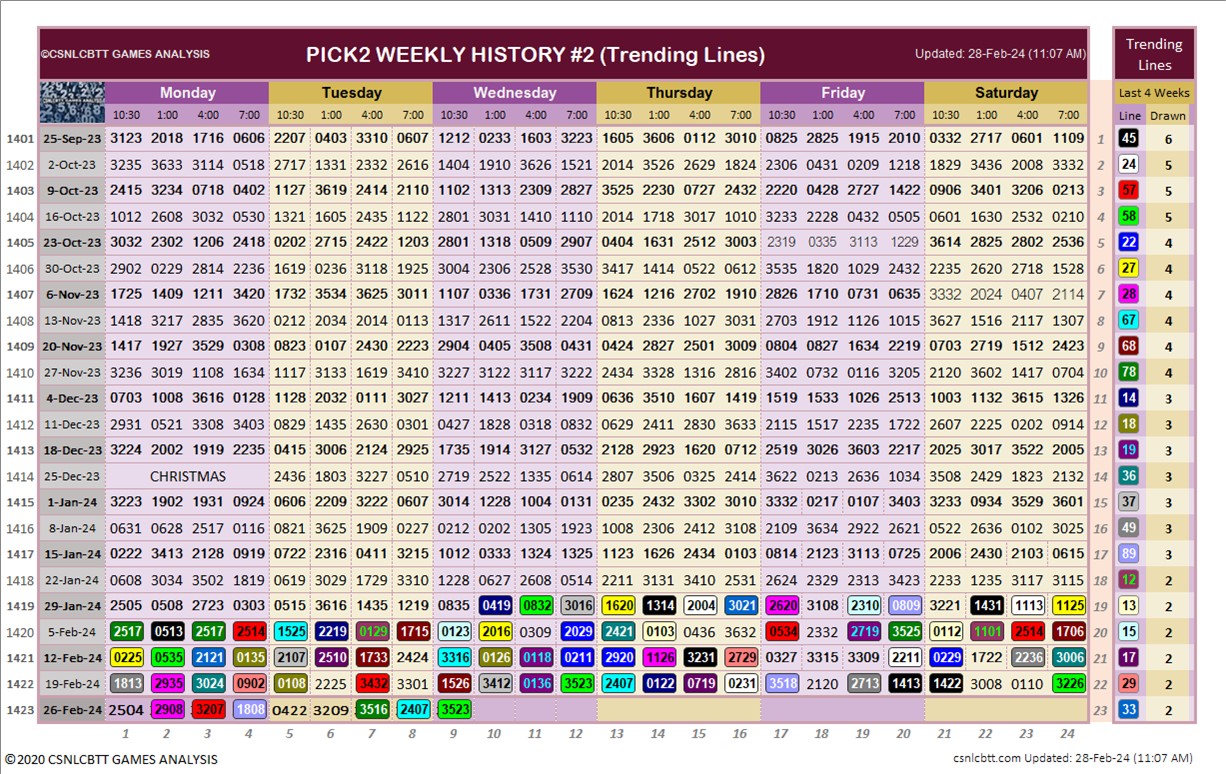 ©CSNLCBTT GAMES ANALYSIS PICK2 WEEKLY HISTORY #2 (Trending Lines) Updated: 28-Feb-24 (11:07 AM) Trending Lines
Monday Tuesday Wednesday Thursday Friday Saturday Last 4 Weeks
10:30 1:00 4:00 7:00 10:30 1:00 4:00 7:00 10:30 1:00 4:00 7:00 10:30 1:00 4:00 7:00 10:30 1:00 4:00 7:00 10:30 1:00 4:00 7:00 Line Drawn
1401 25-Sep-23 3123 2018 1716 0606 2207 0403 3310 0607 1212 0233 1603 3223 1605 3606 0112 3010 0825 2825 1915 2010 0332 2717 0601 1109 1 45 6
1402 2-Oct-23 3235 3633 3114 0518 2717 1331 2332 2616 1404 1910 3626 1521 2014 3526 2629 1824 2306 0431 0209 1218 1829 3436 2008 3332 2 24 5
1403 9-Oct-23 2415 3234 0718 0402 1127 3619 2414 2110 1102 1313 2309 2827 3525 2230 0727 2432 2220 0428 2727 1422 0906 3401 3206 0213 3 57 5
1404 16-Oct-23 1012 2608 3032 0530 1321 1605 2435 1122 2801 3031 1410 1110 2014 1718 3017 1010 3233 2228 0432 0505 0601 1630 2532 0210 4 58 5
1405 23-Oct-23 3032 2302 1206 2418 0202 2715 2422 1203 2801 1318 0509 2907 0404 1631 2512 3003 2319 0335 3113 1229 3614 2825 2802 2536 5 22 4
1406 30-Oct-23 2902 0229 2814 2236 1619 0236 3118 1925 3004 2306 2528 3530 3417 1414 0522 0612 3535 1820 1029 2432 2235 2620 2718 1528 6 27 4
1407 6-Nov-23 1725 1409 1211 3420 1732 3534 3625 3011 1107 0336 1731 2709 1624 1216 2702 1910 2826 1710 0731 0635 3332 2024 0407 2114 7 28 4
1408 13-Nov-23 1418 3217 2835 3620 0212 2034 2014 0113 1317 2611 1522 2204 0813 2336 1027 3031 2703 1912 1126 1015 3627 1516 2117 1307 8 67 4
1409 20-Nov-23 1417 1927 3529 0308 0823 0107 2430 2223 2904 0405 3508 0431 0424 2827 2501 3009 0804 0827 1634 2219 0703 2719 1512 2423 9 68 4
1410 27-Nov-23 3236 3019 1108 1634 1117 3133 1619 3410 3227 3122 3117 3222 2434 3328 1316 2816 3402 0732 0116 3205 2120 3602 1417 0704 10 78 4
1411 4-Dec-23 0703 1008 3616 0128 1128 2032 0111 3027 1211 1413 0234 1909 0636 3510 1607 1419 1519 1533 1026 2513 1003 1132 3615 1326 11 14 3
1412 11-Dec-23 2931 0521 3308 3403 0829 1435 2630 0301 0427 1828 0318 0832 0629 2411 2830 3633 2115 1517 2235 1722 2607 2225 0202 0914 12 18 3
1413 18-Dec-23 3224 2002 1919 2235 0415 3006 2124 2923 1735 1914 3127 0532 2128 2923 1620 0712 2519 3026 3603 2217 2025 3017 3522 2005 13 19 3
1414 25-Dec-23 CHRISTMAS 2436 1803 3227 0513 2719 2522 1335 0614 2807 3506 0325 2414 3622 0213 2636 1034 3508 2429 1823 2132 14 36 3
1415 1-Jan-24 3223 1902 1931 0924 0606 2209 3222 0607 3014 1228 1004 0131 0235 2432 3302 3010 3332 0217 0107 3403 3233 0934 3529 3601 15 37 3
1416 8-Jan-24 0631 0628 2517 0116 0821 3625 1909 0227 0212 0202 1305 1923 1008 2306 2412 3108 2109 3634 2922 2621 0522 2636 0102 3025 16 49 3
1417 15-Jan-24 0222 3413 2128 0919 0722 2316 0411 3215 1012 0333 1324 1325 1123 1626 2434 0103 0814 2123 3113 0725 2006 2430 2103 0615 17 89 3
1418 22-Jan-24 0608 3034 3502 1819 0619 3029 1729 3310 1228 0627 2608 0514 2211 3131 3410 2531 2624 2329 2313 3423 2233 1235 3117 3115 18 12 2
1419 29-Jan-24 2505 0508 2723 0303 0515 3616 1435 1219 0835 0419 0832 3016 1620 1314 2004 3021 2620 3108 2310 0809 3221 1431 1113 1125 19 13 2
1420 5-Feb-24 2517 0513 2517 2514 1525 2219 0129 1715 0123 2016 0309 2029 2421 0103 0436 3632 0534 2332 2719 3525 0112 1101 2514 1706 20 15 2
1421 12-Feb-24 0225 0535 2121 0135 2107 2510 1733 2424 3316 0126 0118 0211 2920 1126 3231 2729 0327 3315 3309 2211 0229 1722 2236 3006 21 17 2
1422 19-Feb-24 1813 2935 3024 0902 0108 2225 3432 3301 1526 3412 0136 3523 2407 0122 0719 0231 3518 2120 2713 1413 1422 3008 0110 3226 22 29 2
1423 26-Feb-24 2504 2908 3207 1808 0422 3209 3516 2407 3523 23 33 2
1 2 3 4 5 6 7 8 9 10 11 12 13 14 15 16 17 18 19 20 21 22 23 24
©2020 CSNLCBTT GAMES ANALYSIS csnlcbtt.com Updated: 28-Feb-24 (11:07 AM)